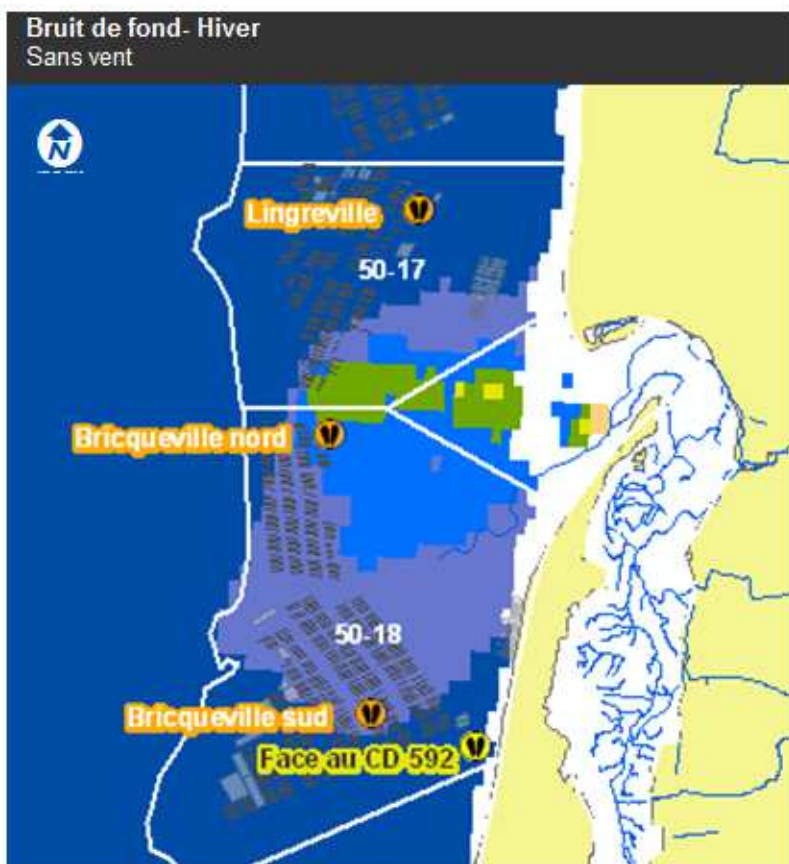 Bruit de fond- Hiver
Sans vent
N
Lingreville
50-17
Bricqueville nord
50-18
Bricqueville sud
Face au CD 592